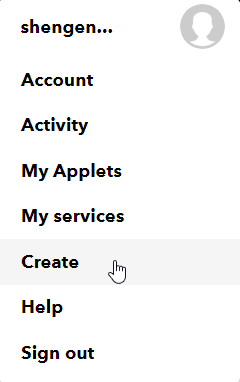 shengen...
Account
Activity
My Applets
My services
Create
Help
Sign out